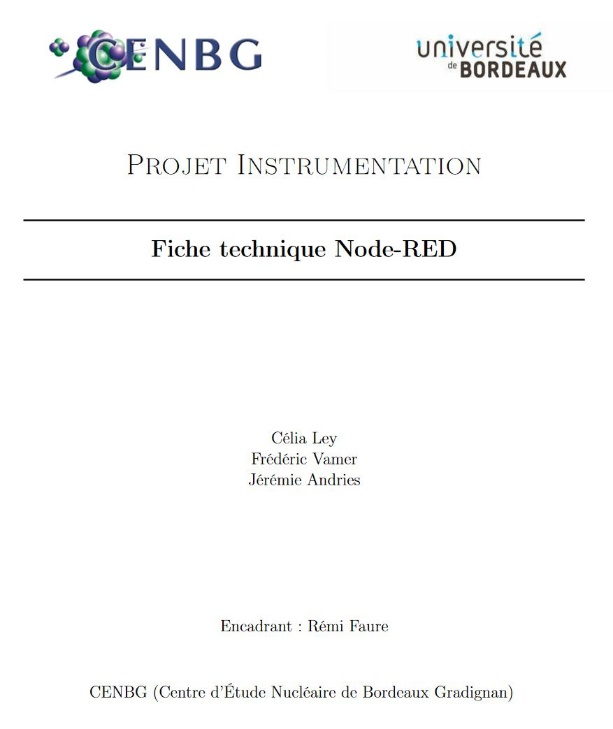 CENBG
université
de BORDEAUX
Projet Instrumentation
Fiche technique Node-RED
Célia Ley
Frédéric Vamer
Jérémie Andries
Encadrant : Rémi Faure
CENBG (Centre d'Étude Nucléaire de Bordeaux Gradignan)